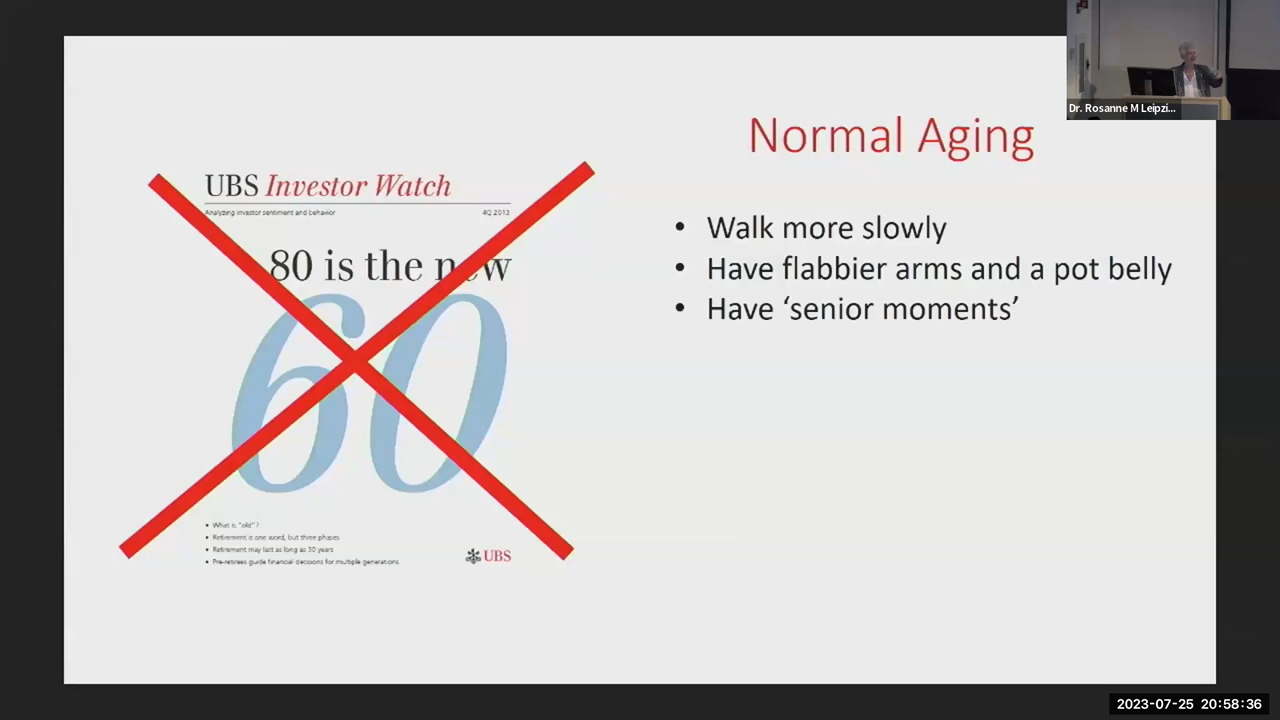 Dr. Rosanne M Leipzi...
Normal Aging
UBS Investor Watch
Analyzing investor sentiment and behavior 4Q 2013
80 is the new
60
• What is "old"?
• Retirement is one word, but three phases
• Retirement may last as long as 30 years
• Pre-retirees guide financial decisions for multiple generations
UBS
• Walk more slowly
• Have flabbier arms and a pot belly
• Have ‘senior moments’
2023-07-25 20:58:36